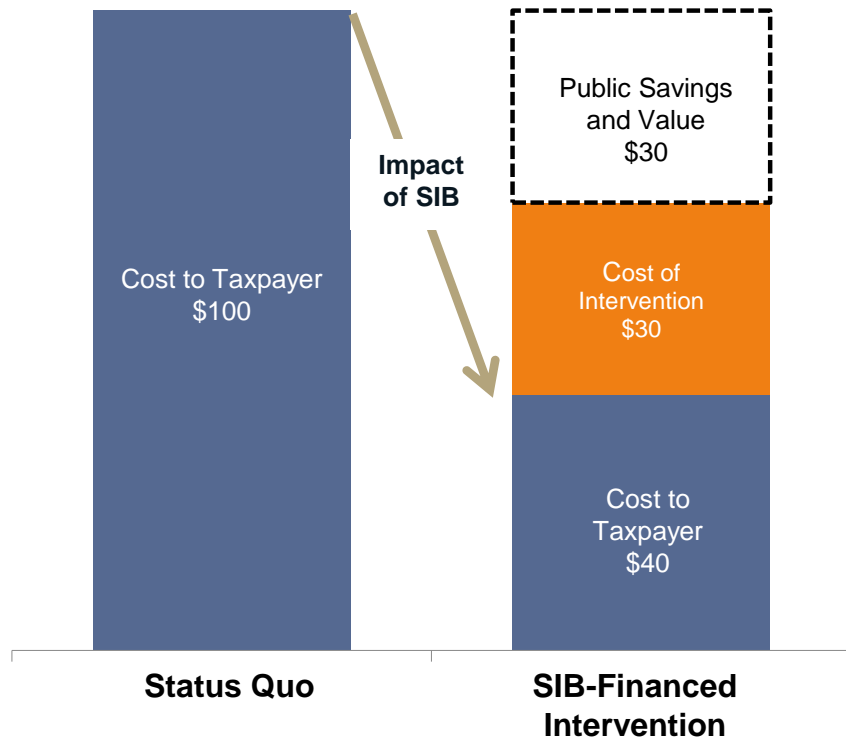 Public Savings
and Value
$30
Impact
of SIB
Cost to Taxpayer
$100
Cost of
Intervention
$30
Cost to
Taxpayer
$40
Status Quo
SIB-Financed
Intervention